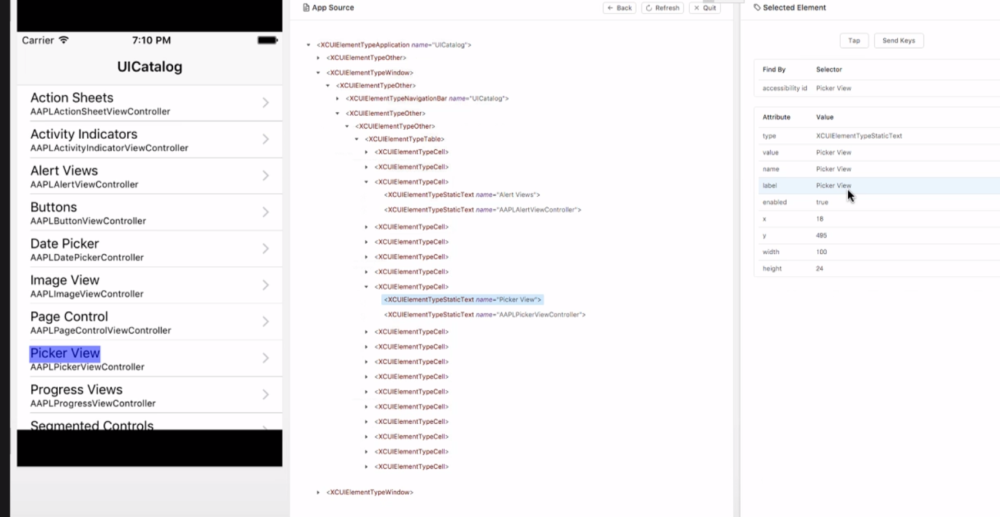 Carrier 7:10 PM
UICatalog
Action Sheets
AAPLActionSheetViewController
Activity Indicators
AAPLActivityIndicatorViewController
Alert Views
AAPLAlertViewController
Buttons
AAPLButtonViewController
Date Picker
AAPLDatePickerController
Image View
AAPLImageViewController
Page Control
AAPLPageControlViewController
Picker View
AAPLPickerViewController
Progress Views
AAPLProgressViewController
Segmented Controls
App Source
Back Refresh Quit
<XCUIElementTypeApplication name="UICatalog">
<XCUIElementTypeOther>
<XCUIElementTypeWindow>
<XCUIElementTypeOther>
<XCUIElementTypeNavigationBar name="UICatalog">
<XCUIElementTypeOther>
<XCUIElementTypeOther>
<XCUIElementTypeTable>
<XCUIElementTypeCell>
<XCUIElementTypeCell>
<XCUIElementTypeCell>
<XCUIElementTypeStaticText name="Alert Views">
<XCUIElementTypeStaticText name="AAPLAlertViewController">
<XCUIElementTypeCell>
<XCUIElementTypeCell>
<XCUIElementTypeCell>
<XCUIElementTypeCell>
<XCUIElementTypeCell>
<XCUIElementTypeStaticText name="Picker View">
<XCUIElementTypeStaticText name="AAPLPickerViewController">
<XCUIElementTypeCell>
<XCUIElementTypeCell>
<XCUIElementTypeCell>
<XCUIElementTypeCell>
<XCUIElementTypeCell>
<XCUIElementTypeCell>
<XCUIElementTypeCell>
<XCUIElementTypeCell>
<XCUIElementTypeCell>
<XCUIElementTypeCell>
<XCUIElementTypeWindow>
Selected Element
Tap Send Keys
Find By Selector
accessibility id Picker View
Attribute Value
type XCUIElementTypeStaticText
value Picker View
name Picker View
label Picker View
enabled true
x 18
y 495
width 100
height 24